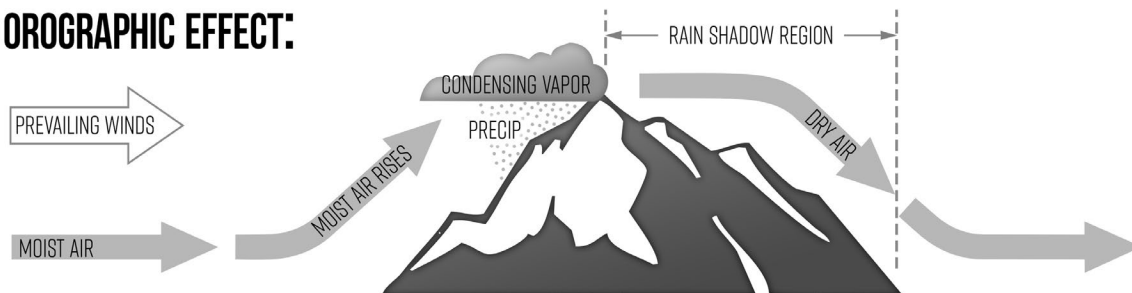 OROGRAPHIC EFFECT:
RAIN SHADOW REGION
CONDENSING VAPOR
PREVAILING WINDS
PRECIP
DRY AIR
MOIST AIR RISES
MOIST AIR